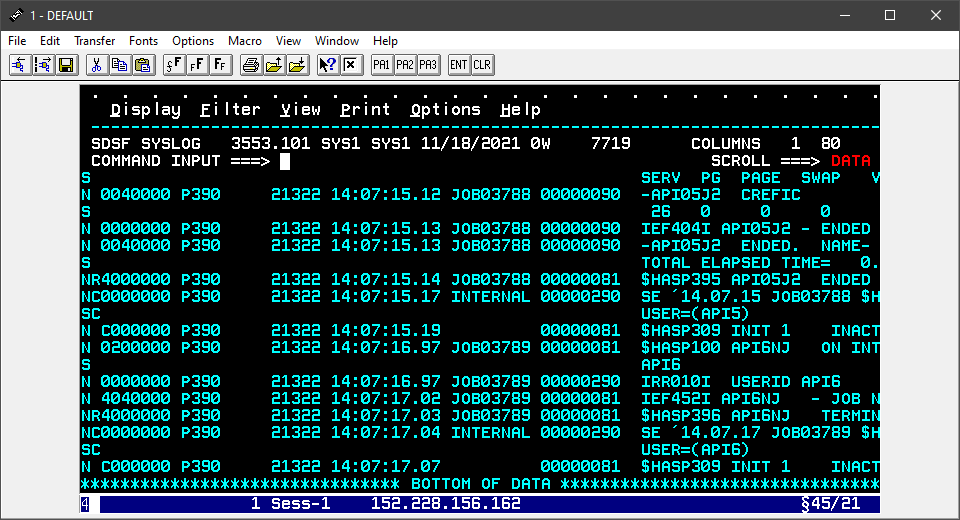 1 - DEFAULT
File Edit Transfer Fonts Options Macro View Window Help
PA1 PA2 PA3 ENT CLR
Display Filter View Print Options Help
SDSF SYSLOG 3553.101 SYS1 SYS1 11/18/2021 0W 7719 COLUMNS 1 80
COMMAND INPUT ===> SCROLL ===> DATA
S SERV PG PAGE SWAP V
N 0040000 P390 21322 14:07:15.12 JOB03788 00000090 -API05J2 CREFIC
S 26 0 0 0
N 0000000 P390 21322 14:07:15.13 JOB03788 00000090 IEF404I API05J2 - ENDED
N 0040000 P390 21322 14:07:15.13 JOB03788 00000090 -API05J2 ENDED. NAME-
S TOTAL ELAPSED TIME= 0.
NR4000000 P390 21322 14:07:15.14 JOB03788 00000081 $HASP395 API05J2 ENDED
NC0000000 P390 21322 14:07:15.17 INTERNAL 00000290 SE ´14.07.15 JOB03788 $H
SC USER=(API5)
N C000000 P390 21322 14:07:15.19 00000081 $HASP309 INIT 1 INACT
N 0200000 P390 21322 14:07:16.97 JOB03789 00000081 $HASP100 API6NJ ON INT
S API6
N 0000000 P390 21322 14:07:16.97 JOB03789 00000290 IRR010I USERID API6
N 4040000 P390 21322 14:07:17.02 JOB03789 00000081 IEF452I API6NJ - JOB N
NR4000000 P390 21322 14:07:17.03 JOB03789 00000081 $HASP396 API6NJ TERMIN
NC0000000 P390 21322 14:07:17.04 INTERNAL 00000290 SE ´14.07.17 JOB03789 $H
SC USER=(API6)
N C000000 P390 21322 14:07:17.07 00000081 $HASP309 INIT 1 INACT
******************************** BOTTOM OF DATA ********************************
4 1 Sess-1 152.228.156.162 §45/21